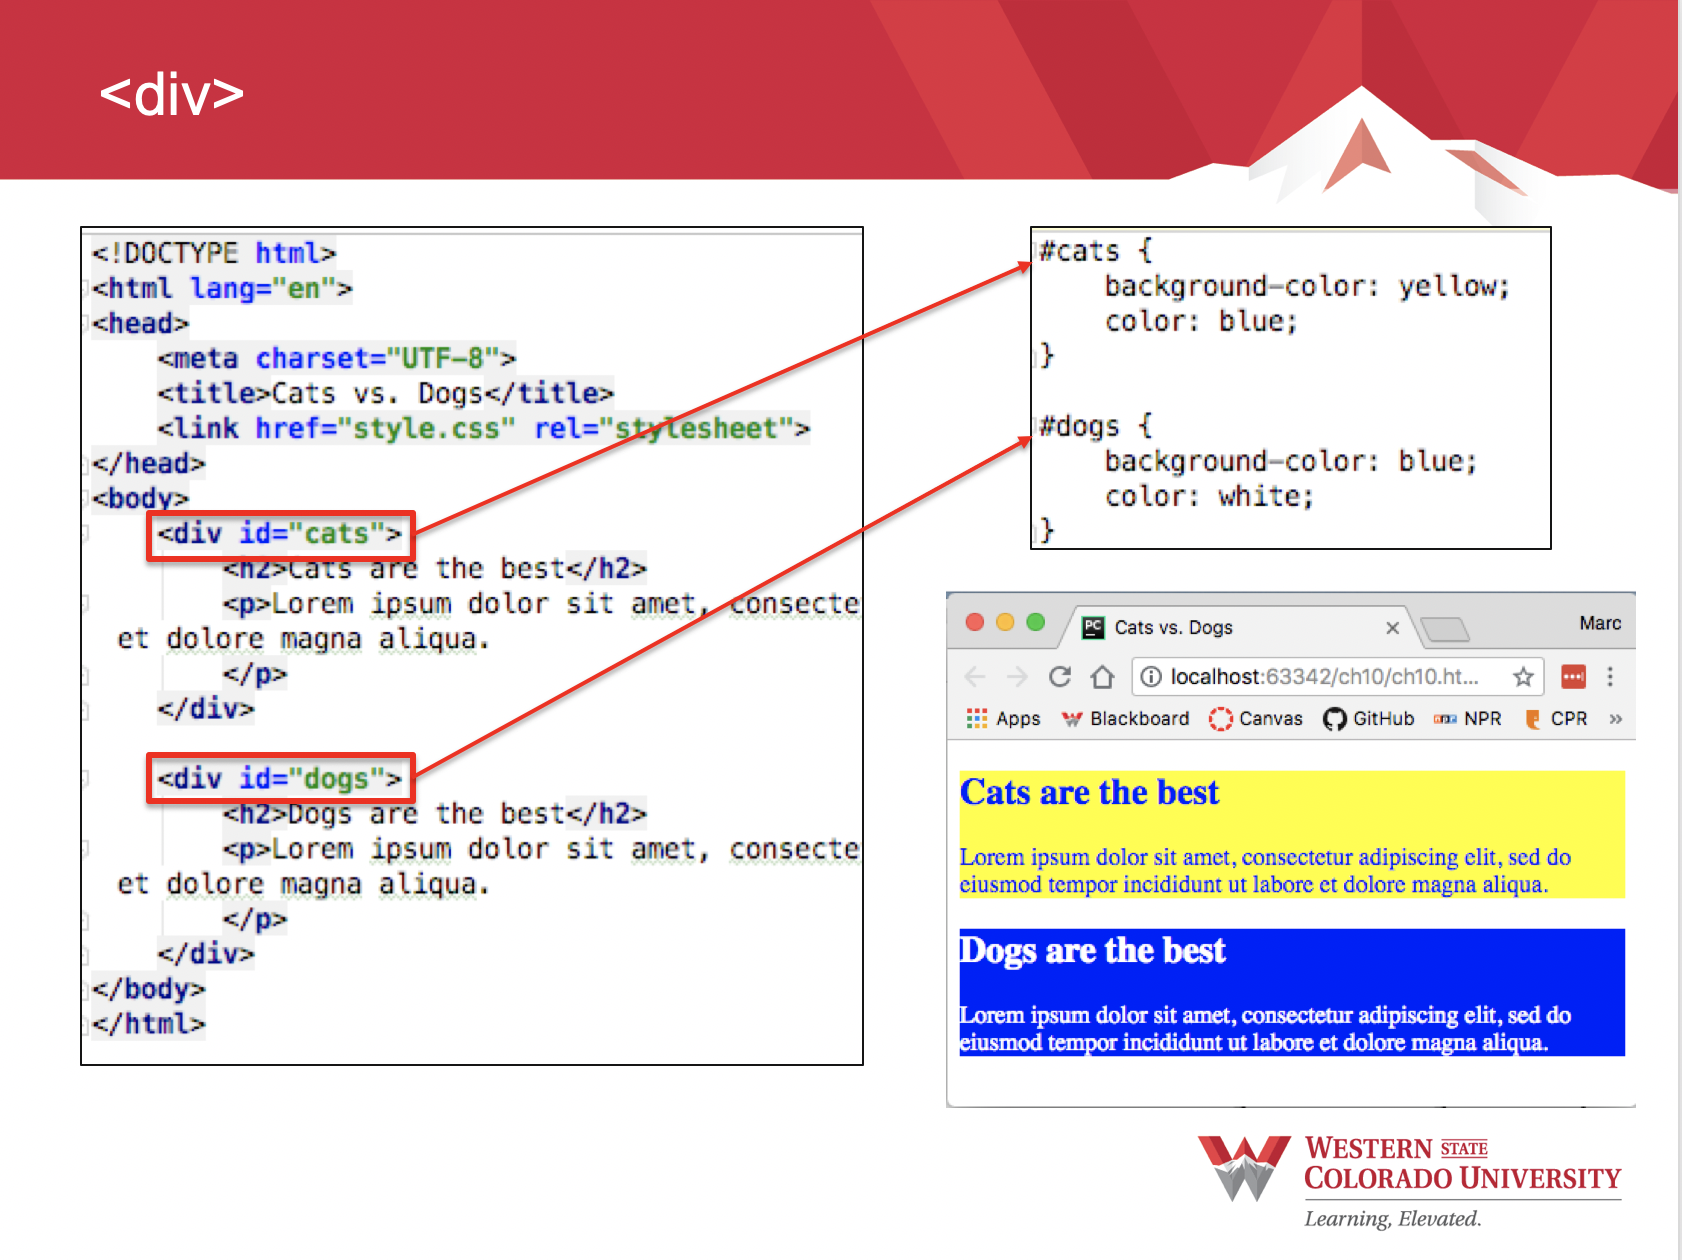 <div>
<!DOCTYPE html>
<html lang="en">
<head>
<meta charset="UTF-8">
<title>Cats vs. Dogs</title>
<link href="style.css" rel="stylesheet">
</head>
<body>
<div id="cats">
<h2>Cats are the best</h2>
<p>Lorem ipsum dolor sit amet, consecte
et dolore magna aliqua.
</p>
</div>
<div id="dogs">
<h2>Dogs are the best</h2>
<p>Lorem ipsum dolor sit amet, consecte
et dolore magna aliqua.
</p>
</div>
</body>
</html>
#cats {
background-color: yellow;
color: blue;
}
#dogs {
background-color: blue;
color: white;
}
PC Cats vs. Dogs Marc
localhost:63342/ch10/ch10.ht...
Apps Blackboard Canvas GitHub npr NPR CPR »
Cats are the best
Lorem ipsum dolor sit amet, consectetur adipiscing elit, sed do
eiusmod tempor incididunt ut labore et dolore magna aliqua.
Dogs are the best
Lorem ipsum dolor sit amet, consectetur adipiscing elit, sed do
eiusmod tempor incididunt ut labore et dolore magna aliqua.
WESTERN STATE
COLORADO UNIVERSITY
Learning, Elevated.